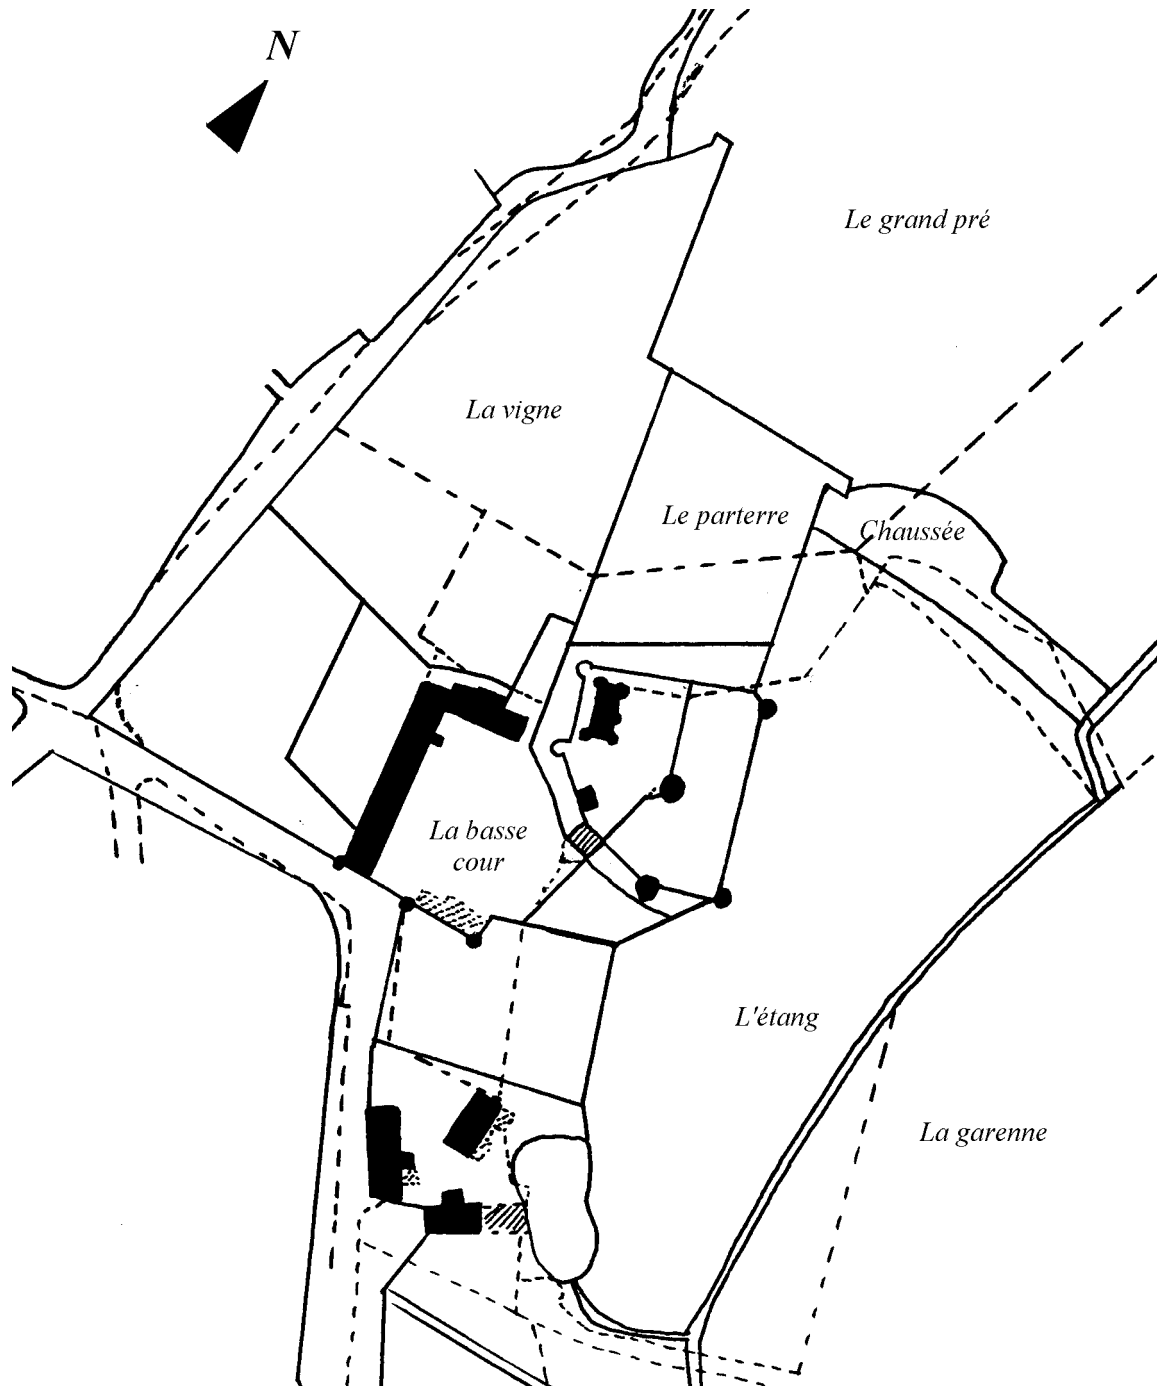 N
Le grand pré
La vigne
Le parterre
Chaussée
La basse
cour
L'étang
La garenne